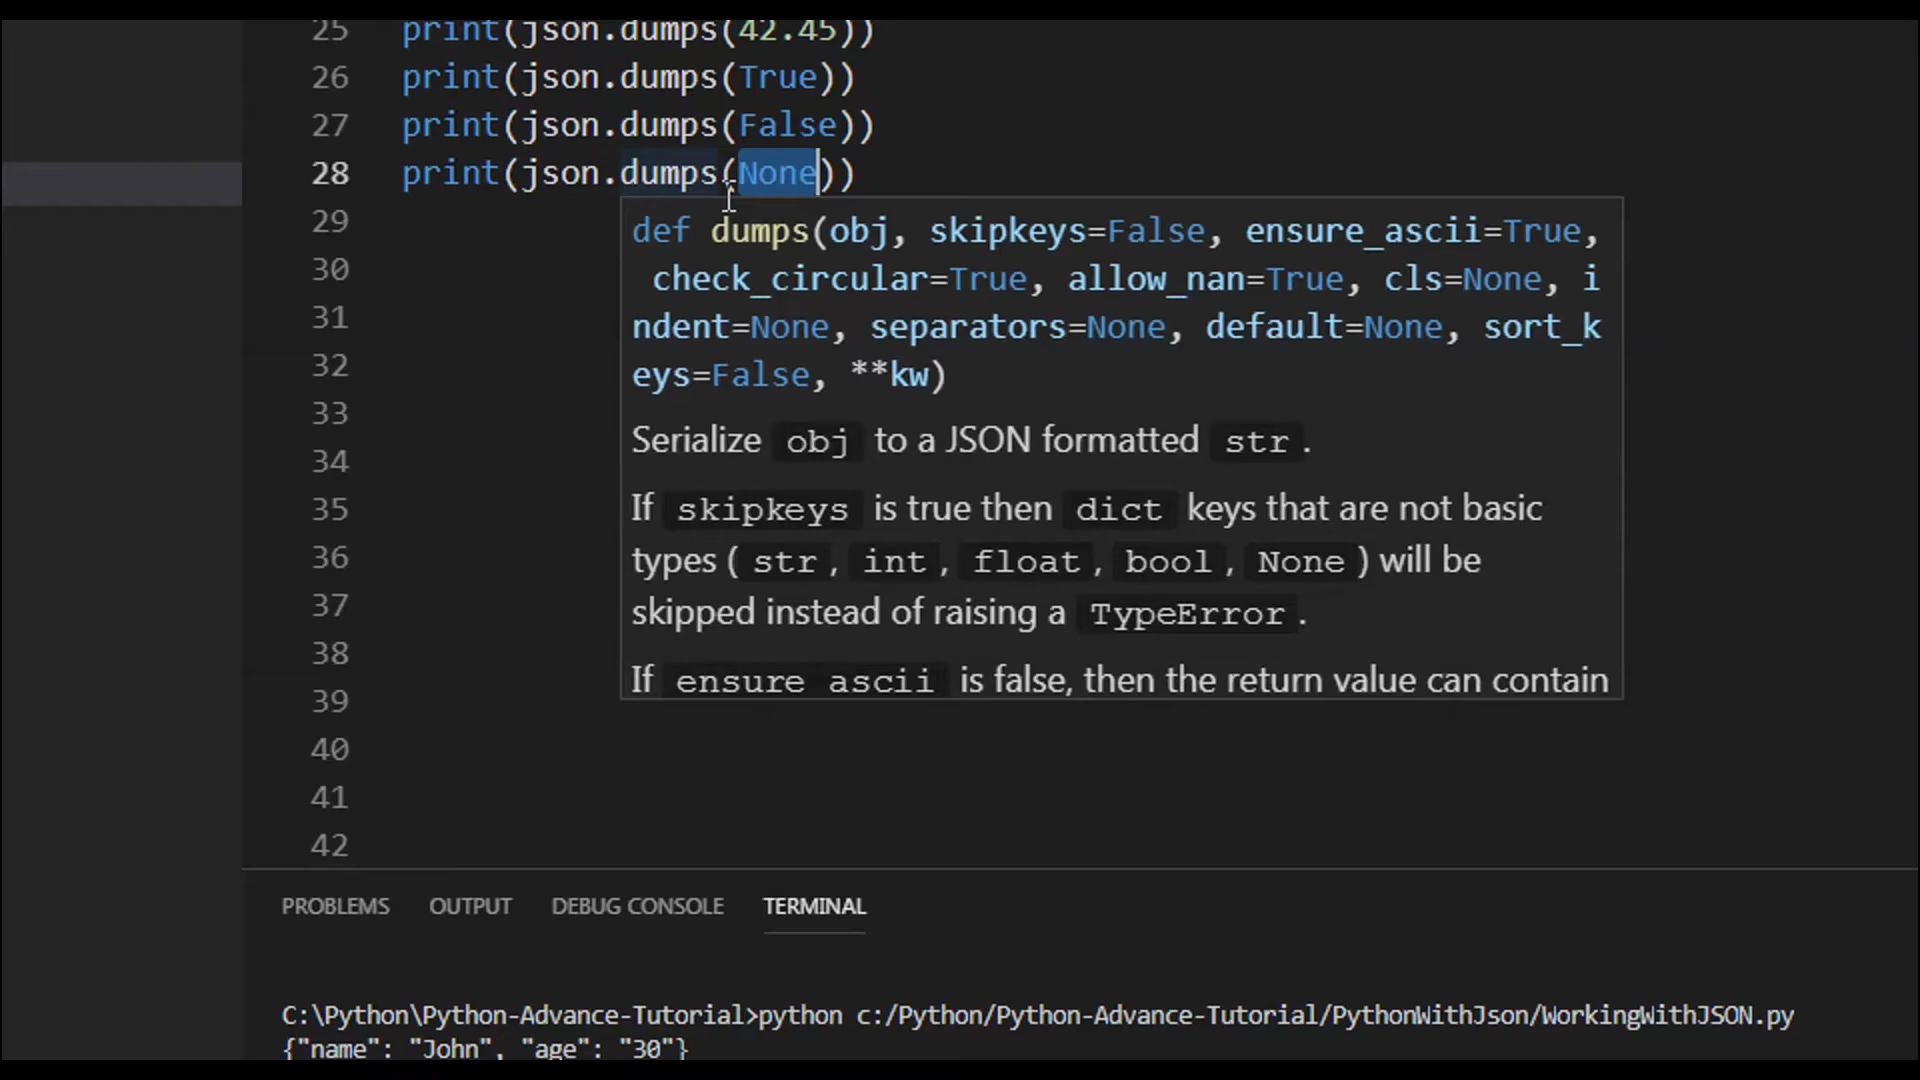 25 print(json.dumps(42.45))
26 print(json.dumps(True))
27 print(json.dumps(False))
28 print(json.dumps(None))
29
30
31
32
33
34
35
36
37
38
39
40
41
42
def dumps(obj, skipkeys=False, ensure_ascii=True,
check_circular=True, allow_nan=True, cls=None, i
ndent=None, separators=None, default=None, sort_k
eys=False, **kw)
Serialize obj to a JSON formatted str.
If skipkeys is true then dict keys that are not basic
types ( str, int, float, bool, None ) will be
skipped instead of raising a TypeError.
If ensure ascii is false, then the return value can contain
PROBLEMS OUTPUT DEBUG CONSOLE TERMINAL
C:\Python\Python-Advance-Tutorial>python c:/Python/Python-Advance-Tutorial/PythonWithJson/WorkingWithJSON.py
{"name": "John", "age": "30"}